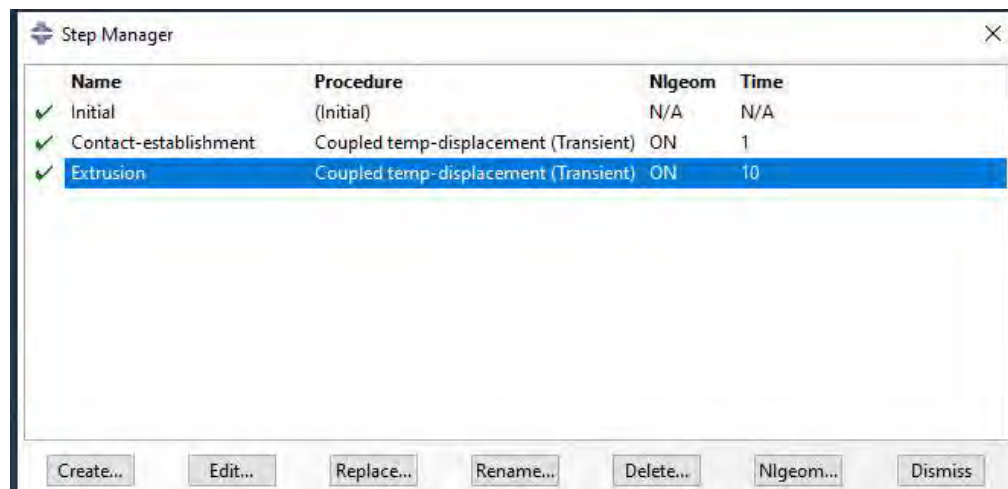 Step Manager
Name Procedure Nlgeom Time
Initial (Initial) N/A N/A
Contact-establishment Coupled temp-displacement (Transient) ON 1
Extrusion Coupled temp-displacement (Transient) ON 10
Create... Edit... Replace... Rename... Delete... Nlgeom... Dismiss